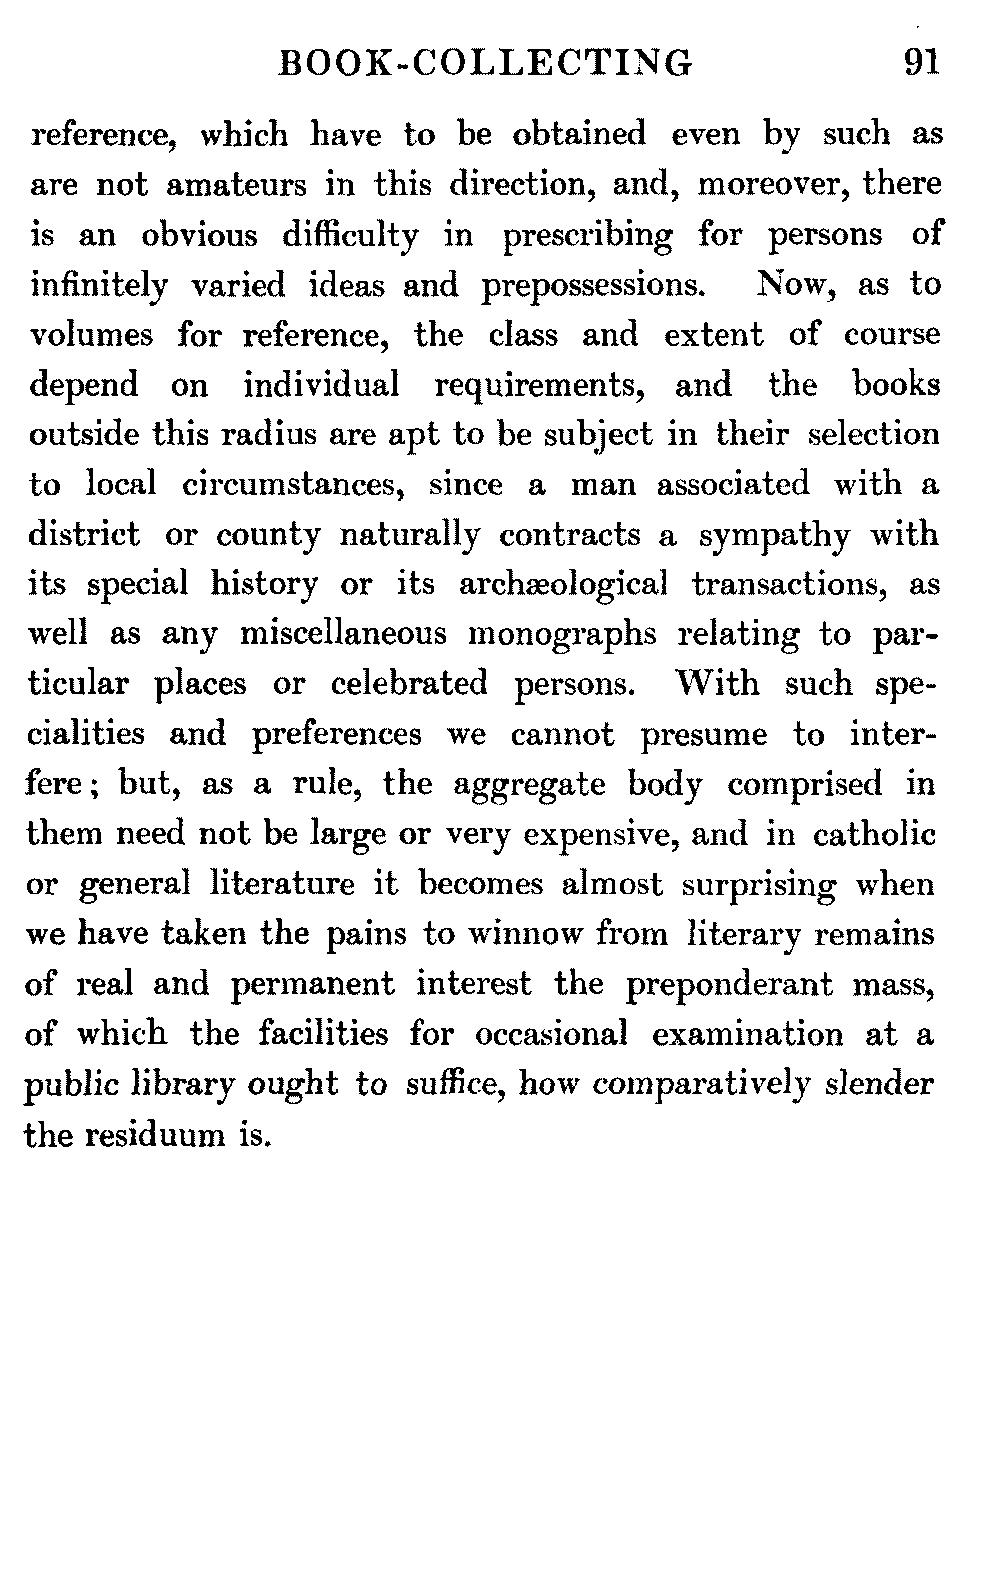 BOOK-COLLECTING 91
reference, which have to be obtained even by such as
are not amateurs in this direction, and, moreover, there
is an obvious difficulty in prescribing for persons of
infinitely varied ideas and prepossessions. Now, as to
volumes for reference, the class and extent of course
depend on individual requirements, and the books
outside this radius are apt to be subject in their selection
to local circumstances, since a man associated with a
district or county naturally contracts a sympathy with
its special history or its archæological transactions, as
well as any miscellaneous monographs relating to par-
ticular places or celebrated persons. With such spe-
cialities and preferences we cannot presume to inter-
fere; but, as a rule, the aggregate body comprised in
them need not be large or very expensive, and in catholic
or general literature it becomes almost surprising when
we have taken the pains to winnow from literary remains
of real and permanent interest the preponderant mass,
of which the facilities for occasional examination at a
public library ought to suffice, how comparatively slender
the residuum is.